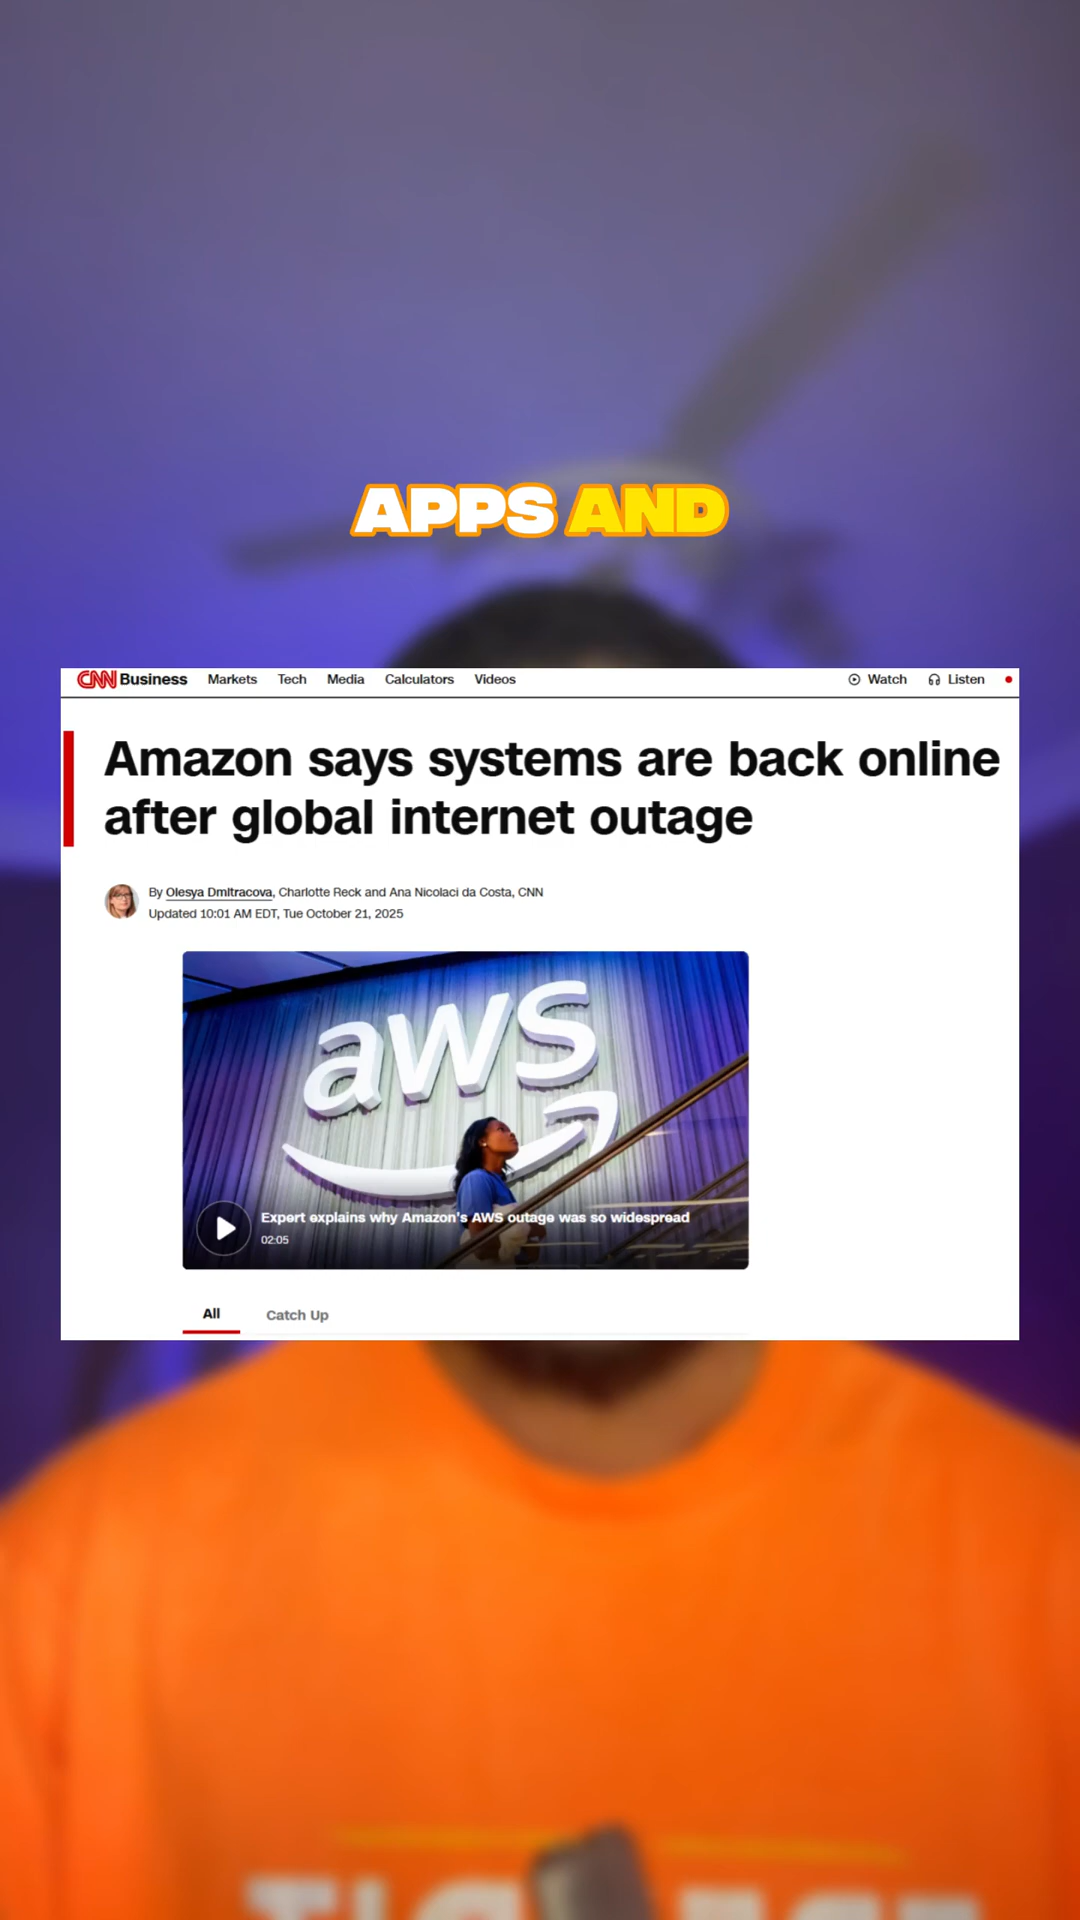 APPS AND
CNN Business Markets Tech Media Calculators Videos Watch Listen
Amazon says systems are back online
after global internet outage
By Olesya Dmitracova, Charlotte Reck and Ana Nicolaci da Costa, CNN
Updated 10:01 AM EDT, Tue October 21, 2025
aws
Expert explains why Amazon's AWS outage was so widespread
02:05
All Catch Up